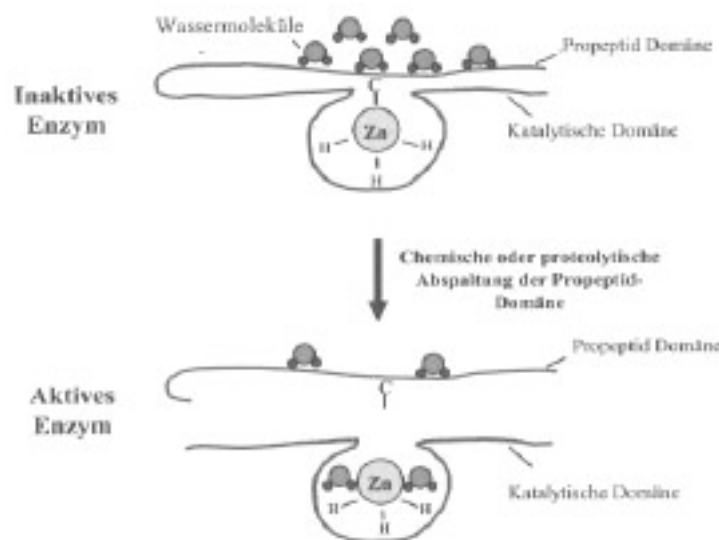 Wassermoleküle
Propeptid Domäne
Inaktives
Enzym
C
Zn
H
H
H
Katalytische Domäne
Chemische oder proteolytische
Abspaltung der Propeptid-
Domäne
Propeptid Domäne
C
Aktives
Enzym
Zn
H
H
H
Katalytische Domäne